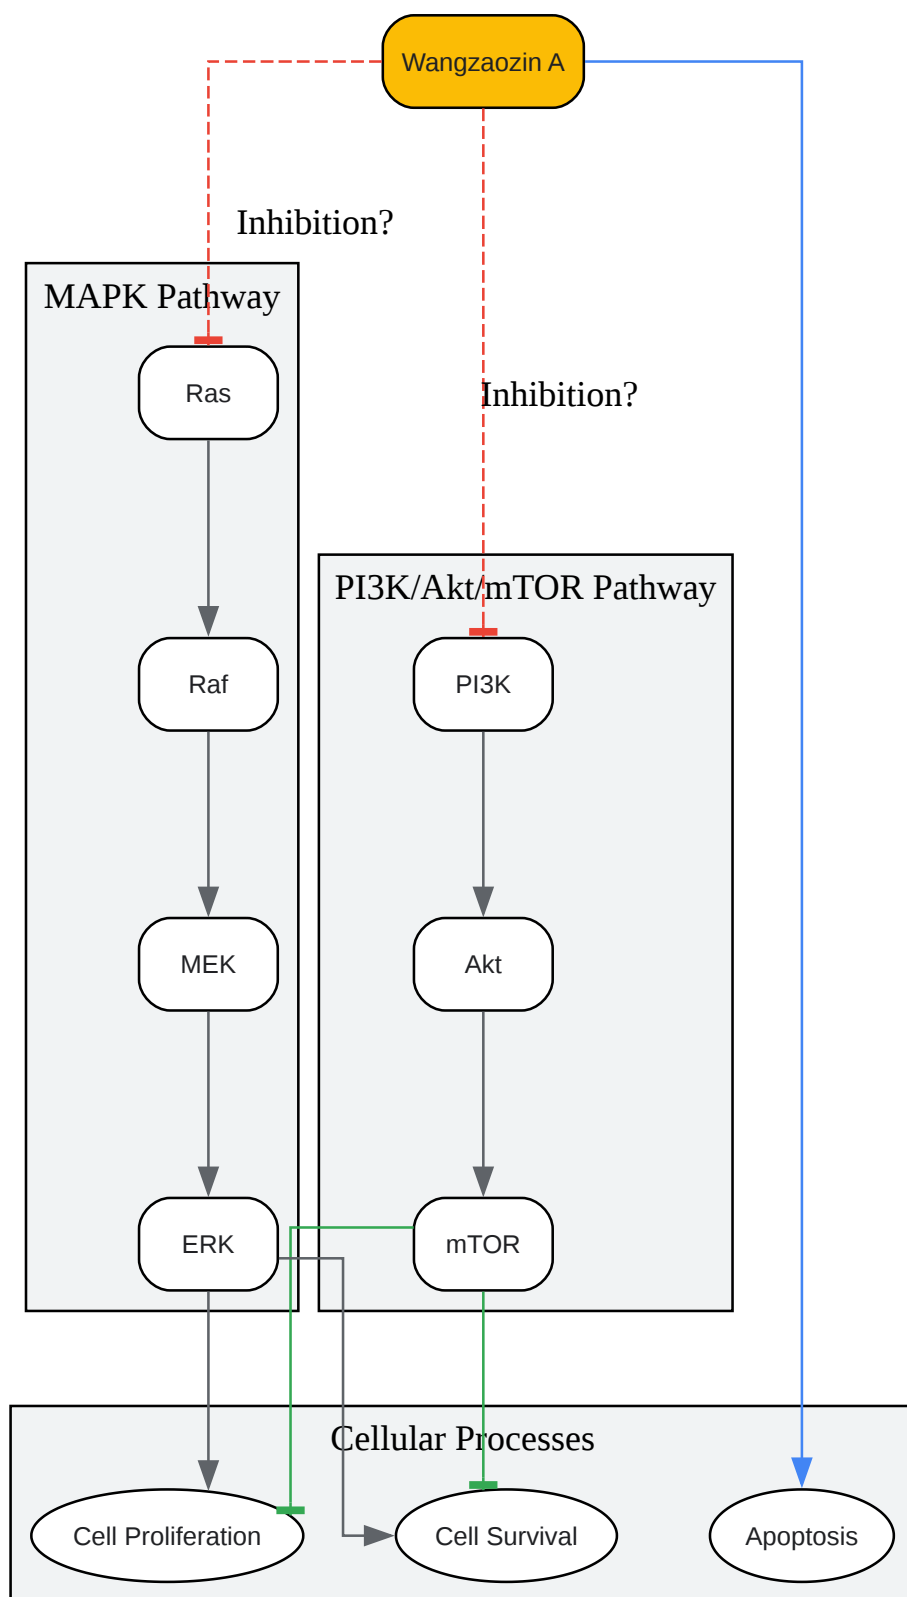 Wangzaozin A
Inhibition?
MAPK Pathway
Ras
Inhibition?
PI3K/Akt/mTOR Pathway
Raf
PI3K
MEK
Akt
ERK
mTOR
Cellular Processes
Cell Proliferation
Cell Survival
Apoptosis